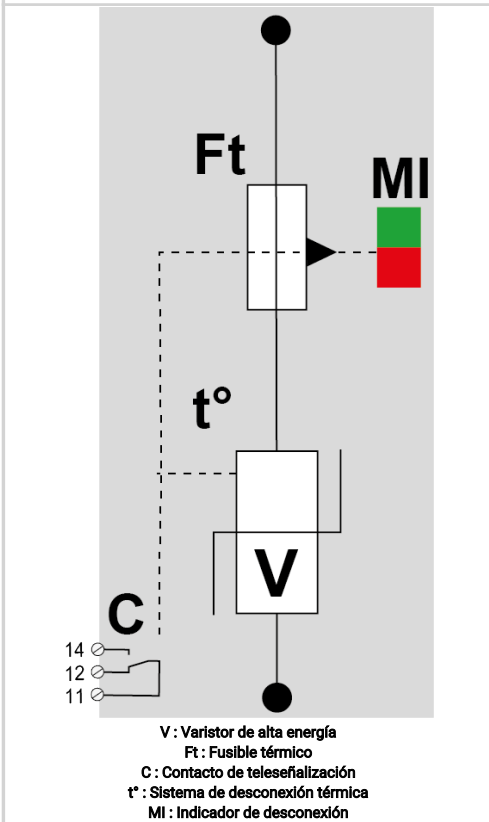 Ft
MI
t°
V
C
14
12
11
V : Varistor de alta energía
Ft : Fusible térmico
C : Contacto de teleseñalización
t° : Sistema de desconexión térmica
MI : Indicador de desconexión